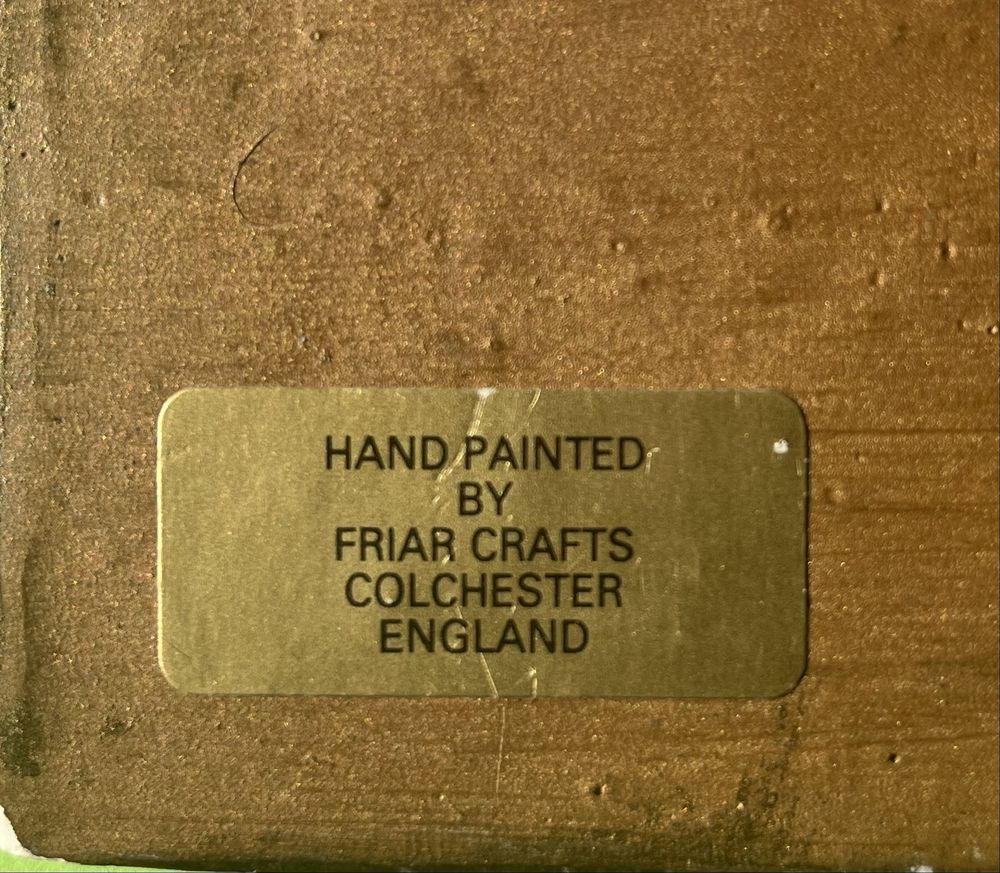 HAND PAINTED
BY
FRIAR CRAFTS
COLCHESTER
ENGLAND